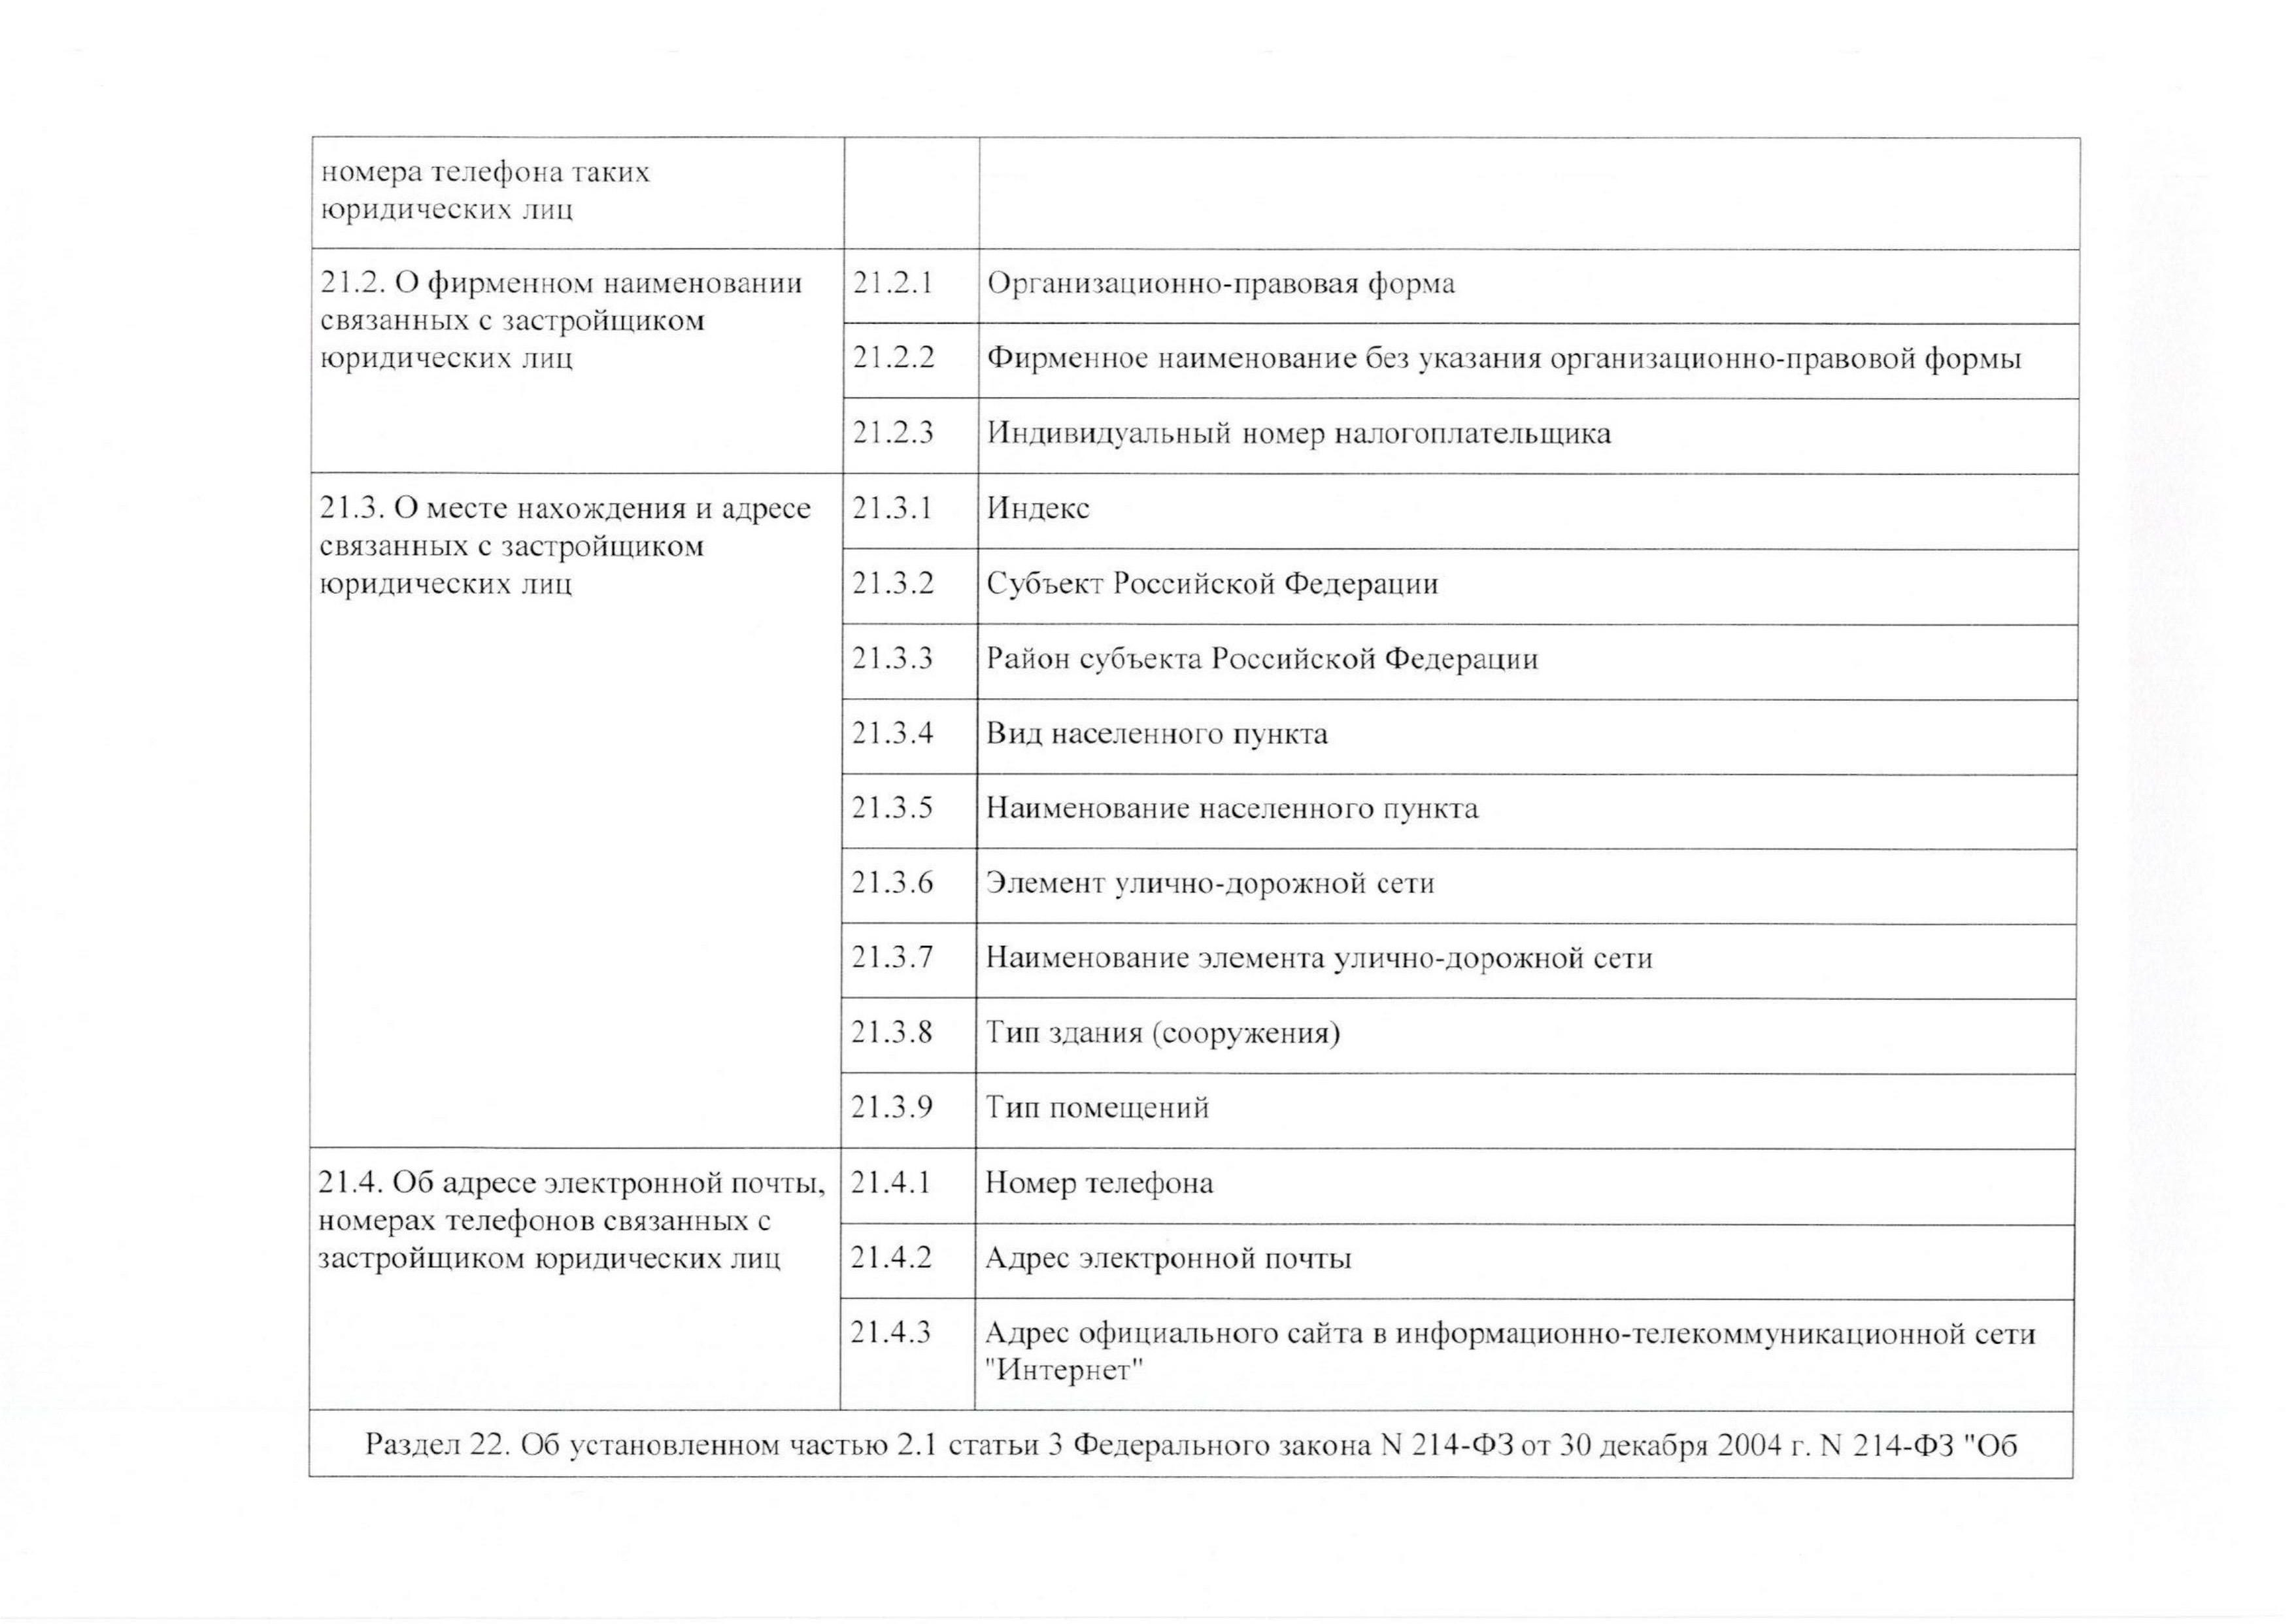 номера телефона таких
юридических лиц
21.2. О фирменном наименовании
связанных с застройщиком
юридических лиц
21.2.1
Организационно-правовая форма
21.2.2
Фирменное наименование без указания организационно-правовой формы
21.2.3
Индивидуальный номер налогоплательщика
21.3. О месте нахождения и адресе
связанных с застройщиком
юридических лиц
21.3.1
Индекс
21.3.2
Субъект Российской Федерации
21.3.3
Район субъекта Российской Федерации
21.3.4
Вид населенного пункта
21.3.5
Наименование населенного пункта
21.3.6
Элемент улично-дорожной сети
21.3.7
Наименование элемента улично-дорожной сети
21.3.8
Тип здания (сооружения)
21.3.9
Тип помещений
21.4. Об адресе электронной почты,
номерах телефонов связанных с
застройщиком юридических лиц
21.4.1
Номер телефона
21.4.2
Адрес электронной почты
21.4.3
Адрес официального сайта в информационно-телекоммуникационной сети
"Интернет"
Раздел 22. Об установленном частью 2.1 статьи 3 Федерального закона N 214-ФЗ от 30 декабря 2004 г. N 214-ФЗ "Об